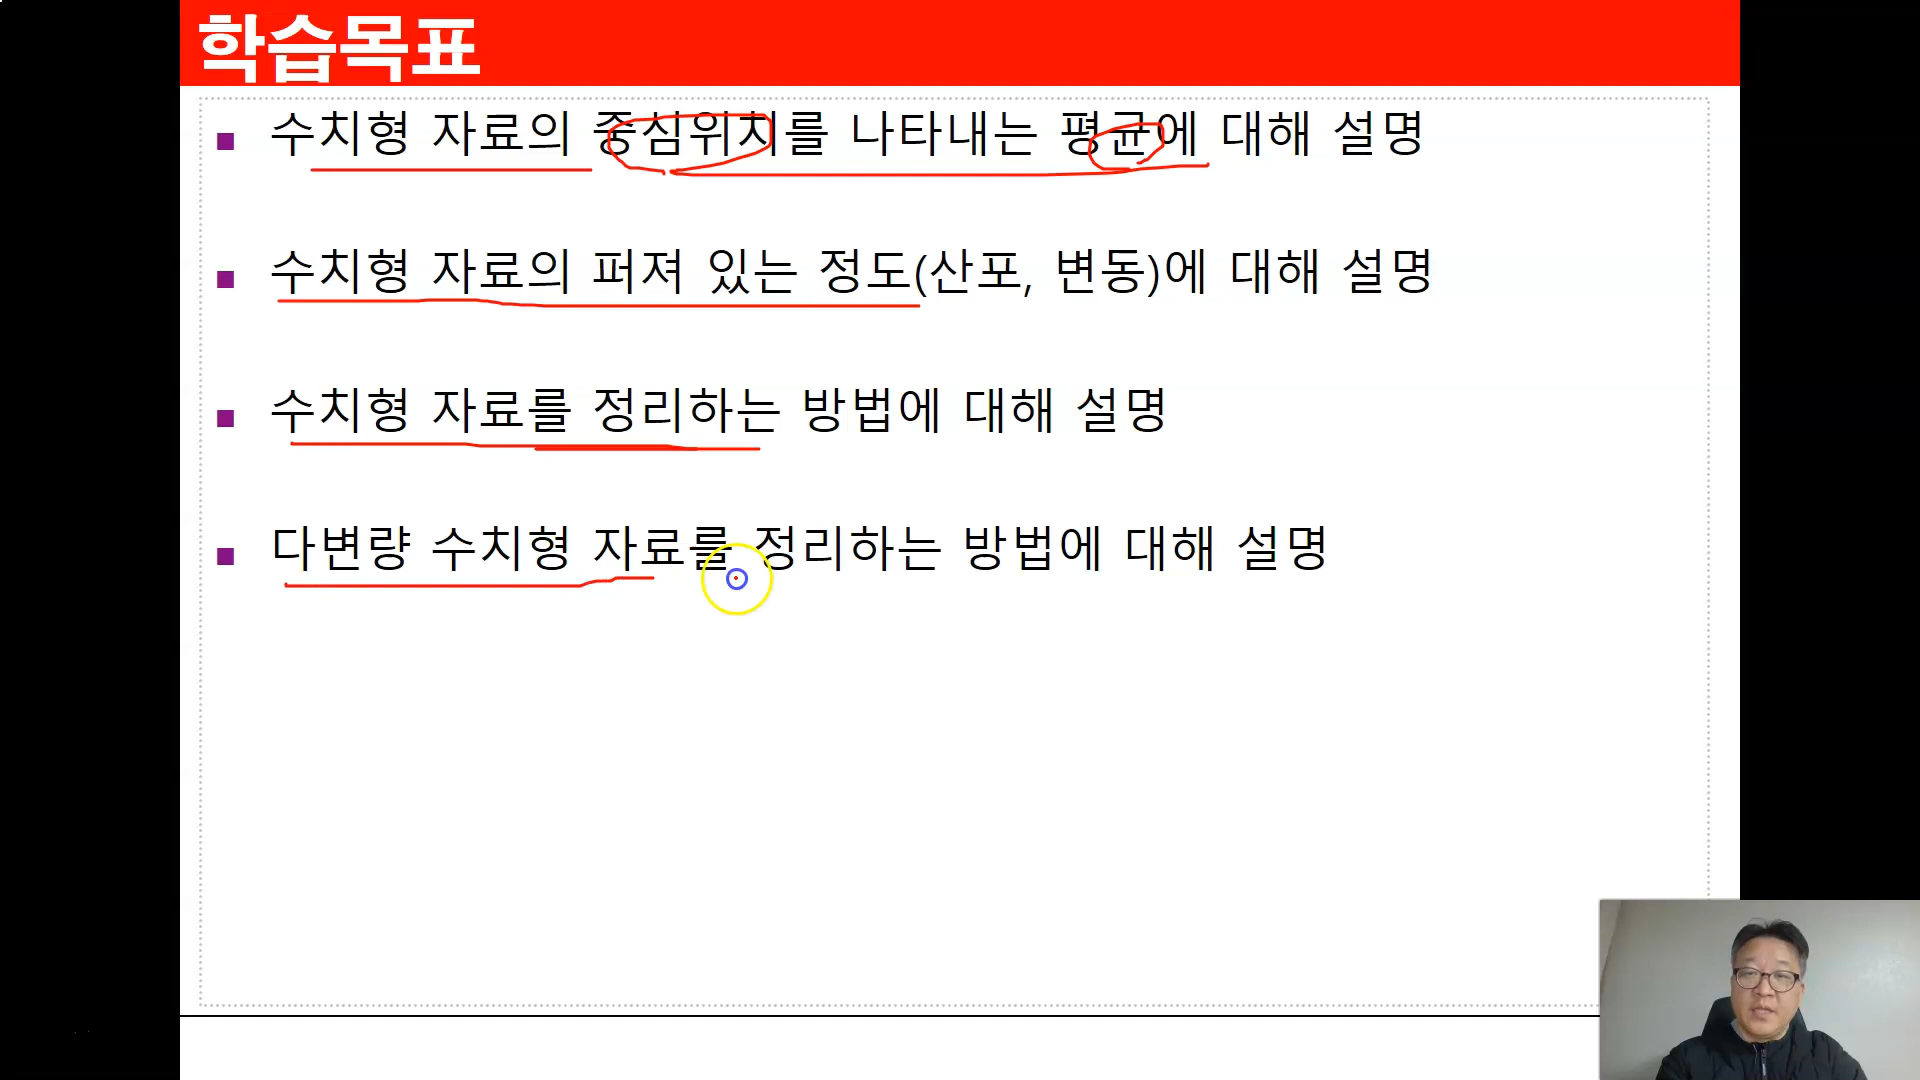 학습목표
수치형 자료의 중심위치를 나타내는 평균에 대해 설명
수치형 자료의 퍼져 있는 정도(산포, 변동)에 대해 설명
수치형 자료를 정리하는 방법에 대해 설명
다변량 수치형 자료를 정리하는 방법에 대해 설명